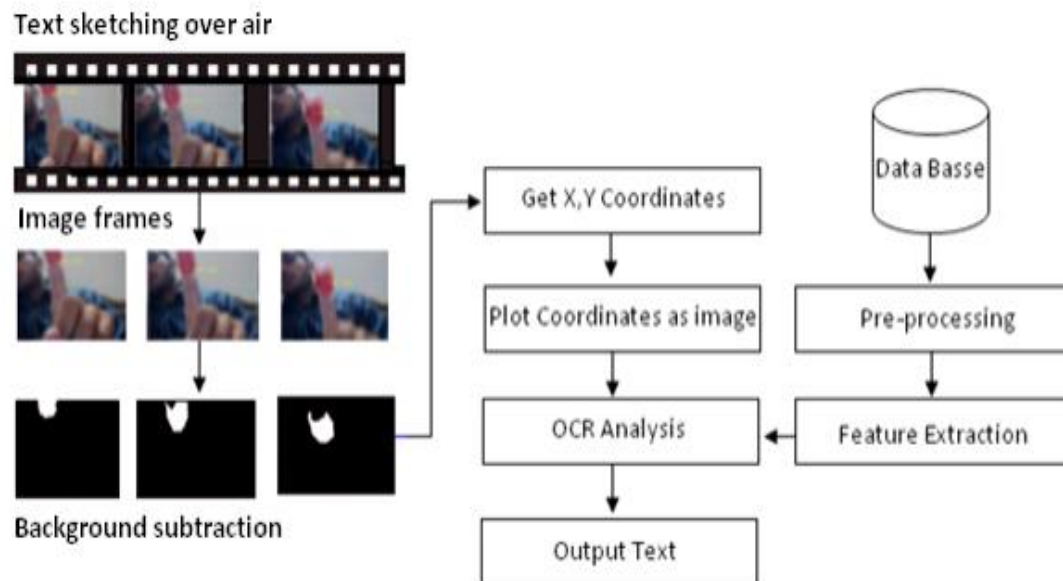 Text sketching over air
Image frames
Background subtraction
Get X,Y Coordinates
Plot Coordinates as image
OCR Analysis
Output Text
Data Basse
Pre-processing
Feature Extraction